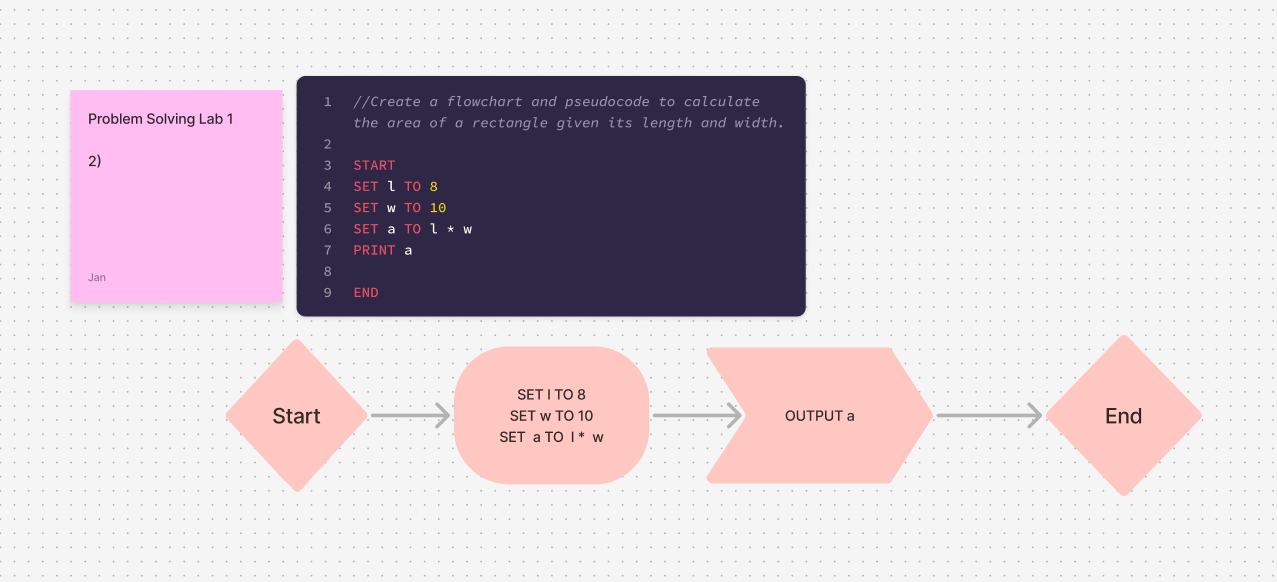 Problem Solving Lab 1
2)
Jan
1 //Create a flowchart and pseudocode to calculate
the area of a rectangle given its length and width.
2
3 START
4 SET l TO 8
5 SET w TO 10
6 SET a TO l * w
7 PRINT a
8
9 END
Start
SET l TO 8
SET w TO 10
SET  a TO  l *  w
OUTPUT a
End